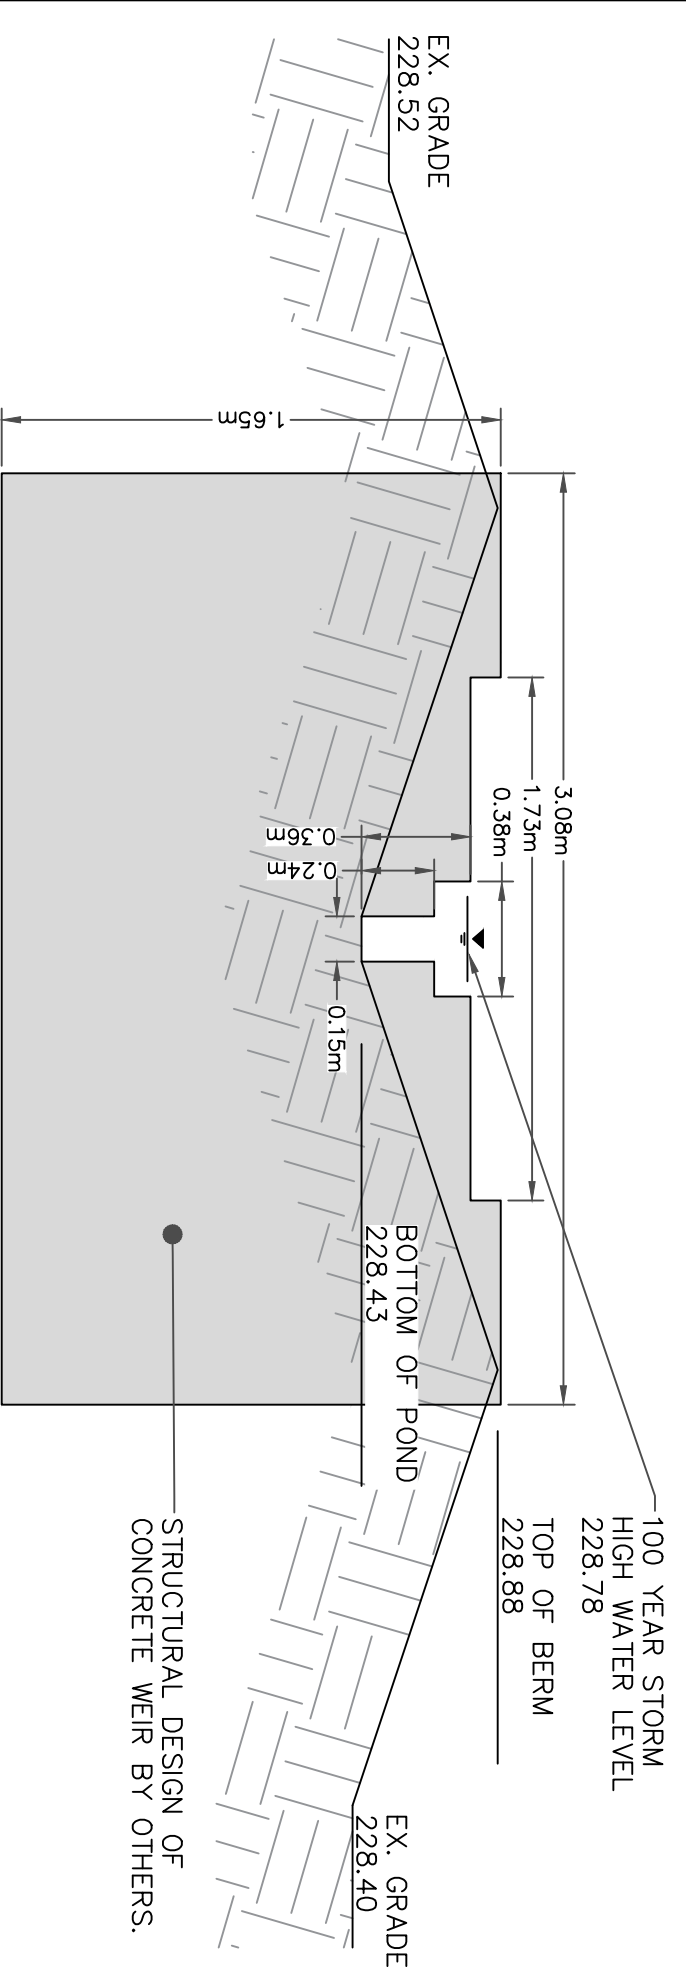 EX. GRADE
228.52
1.65m
3.08m
1.73m
0.38m
0.36m
0.24m
0.15m
BOTTOM OF POND
228.43
100 YEAR STORM
HIGH WATER LEVEL
228.78
TOP OF BERM
228.88
STRUCTURAL DESIGN OF
CONCRETE WEIR BY OTHERS.
EX. GRADE
228.40